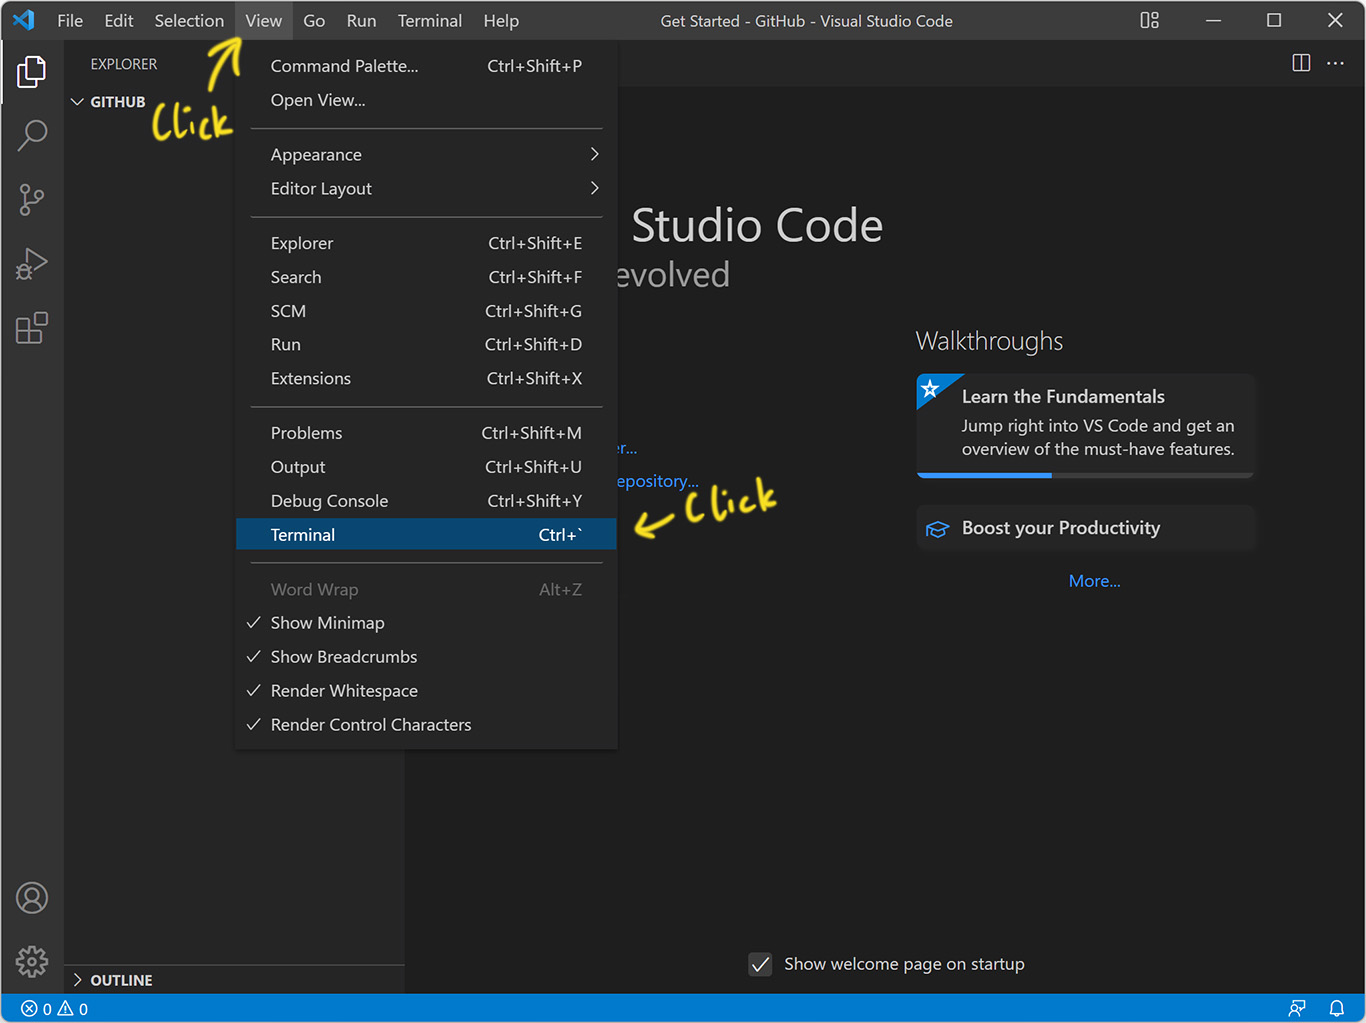 File Edit Selection View Go Run Terminal Help Get Started - GitHub - Visual Studio Code
EXPLORER
GITHUB
Click
Command Palette... Ctrl+Shift+P
Open View...
Appearance
Editor Layout
Explorer Ctrl+Shift+E
Search Ctrl+Shift+F
SCM Ctrl+Shift+G
Run Ctrl+Shift+D
Extensions Ctrl+Shift+X
Problems Ctrl+Shift+M
Output Ctrl+Shift+U
Debug Console Ctrl+Shift+Y
Terminal Ctrl+`
Word Wrap Alt+Z
Show Minimap
Show Breadcrumbs
Render Whitespace
Render Control Characters
Studio Code
evolved
r...
epository...
Click
Walkthroughs
Learn the Fundamentals
Jump right into VS Code and get an
overview of the must-have features.
Boost your Productivity
More...
Show welcome page on startup
OUTLINE
0 0